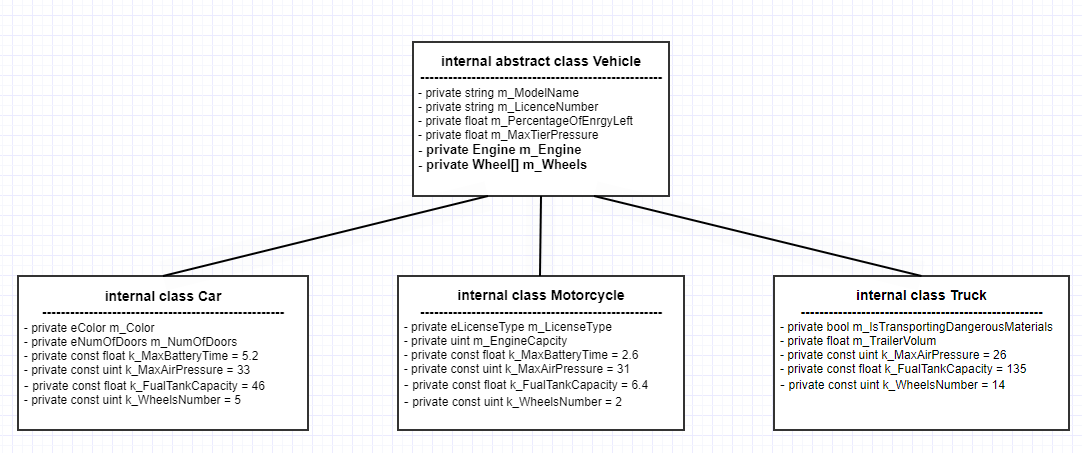 internal abstract class Vehicle
- private string m_ModelName
- private string m_LicenceNumber
- private float m_PercentageOfEnrgyLeft
- private float m_MaxTierPressure
- private Engine m_Engine
- private Wheel[] m_Wheels
internal class Car
- private eColor m_Color
- private eNumOfDoors m_NumOfDoors
- private const float k_MaxBatteryTime = 5.2
- private const uint k_MaxAirPressure = 33
- private const float k_FualTankCapacity = 46
- private const uint k_WheelsNumber = 5
internal class Motorcycle
- private eLicenseType m_LicenseType
- private uint m_EngineCapcity
- private const float k_MaxBatteryTime = 2.6
- private const uint k_MaxAirPressure = 31
- private const float k_FualTankCapacity = 6.4
- private const uint k_WheelsNumber = 2
internal class Truck
- private bool m_IsTransportingDangerousMaterials
- private float m_TrailerVolum
- private const uint k_MaxAirPressure = 26
- private const float k_FualTankCapacity = 135
- private const uint k_WheelsNumber = 14